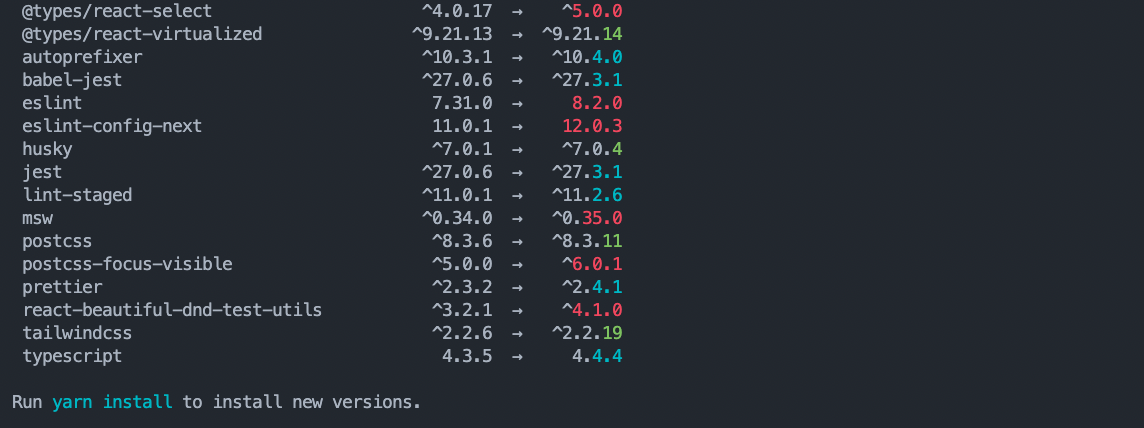 @types/react-select ^4.0.17 → ^5.0.0
@types/react-virtualized ^9.21.13 → ^9.21.14
autoprefixer ^10.3.1 → ^10.4.0
babel-jest ^27.0.6 → ^27.3.1
eslint 7.31.0 → 8.2.0
eslint-config-next 11.0.1 → 12.0.3
husky ^7.0.1 → ^7.0.4
jest ^27.0.6 → ^27.3.1
lint-staged ^11.0.1 → ^11.2.6
msw ^0.34.0 → ^0.35.0
postcss ^8.3.6 → ^8.3.11
postcss-focus-visible ^5.0.0 → ^6.0.1
prettier ^2.3.2 → ^2.4.1
react-beautiful-dnd-test-utils ^3.2.1 → ^4.1.0
tailwindcss ^2.2.6 → ^2.2.19
typescript 4.3.5 → 4.4.4
Run yarn install to install new versions.